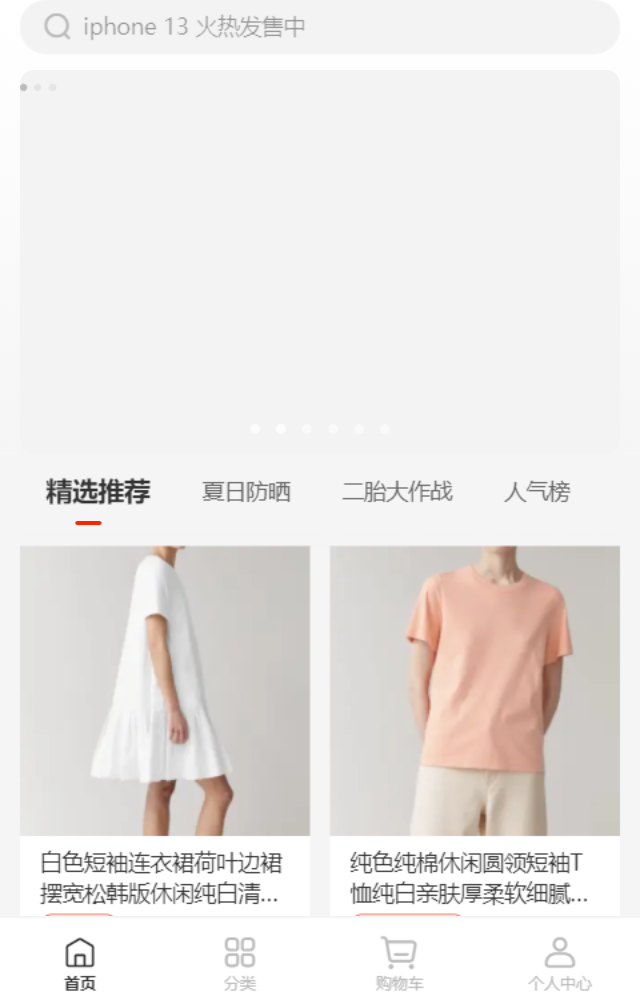 iphone 13 火热发售中
精选推荐 夏日防晒 二胎大作战 人气榜
白色短袖连衣裙荷叶边裙
摆宽松韩版休闲纯白清...
纯色纯棉休闲圆领短袖T
恤纯白亲肤厚柔软细腻...
首页 分类 购物车 个人中心